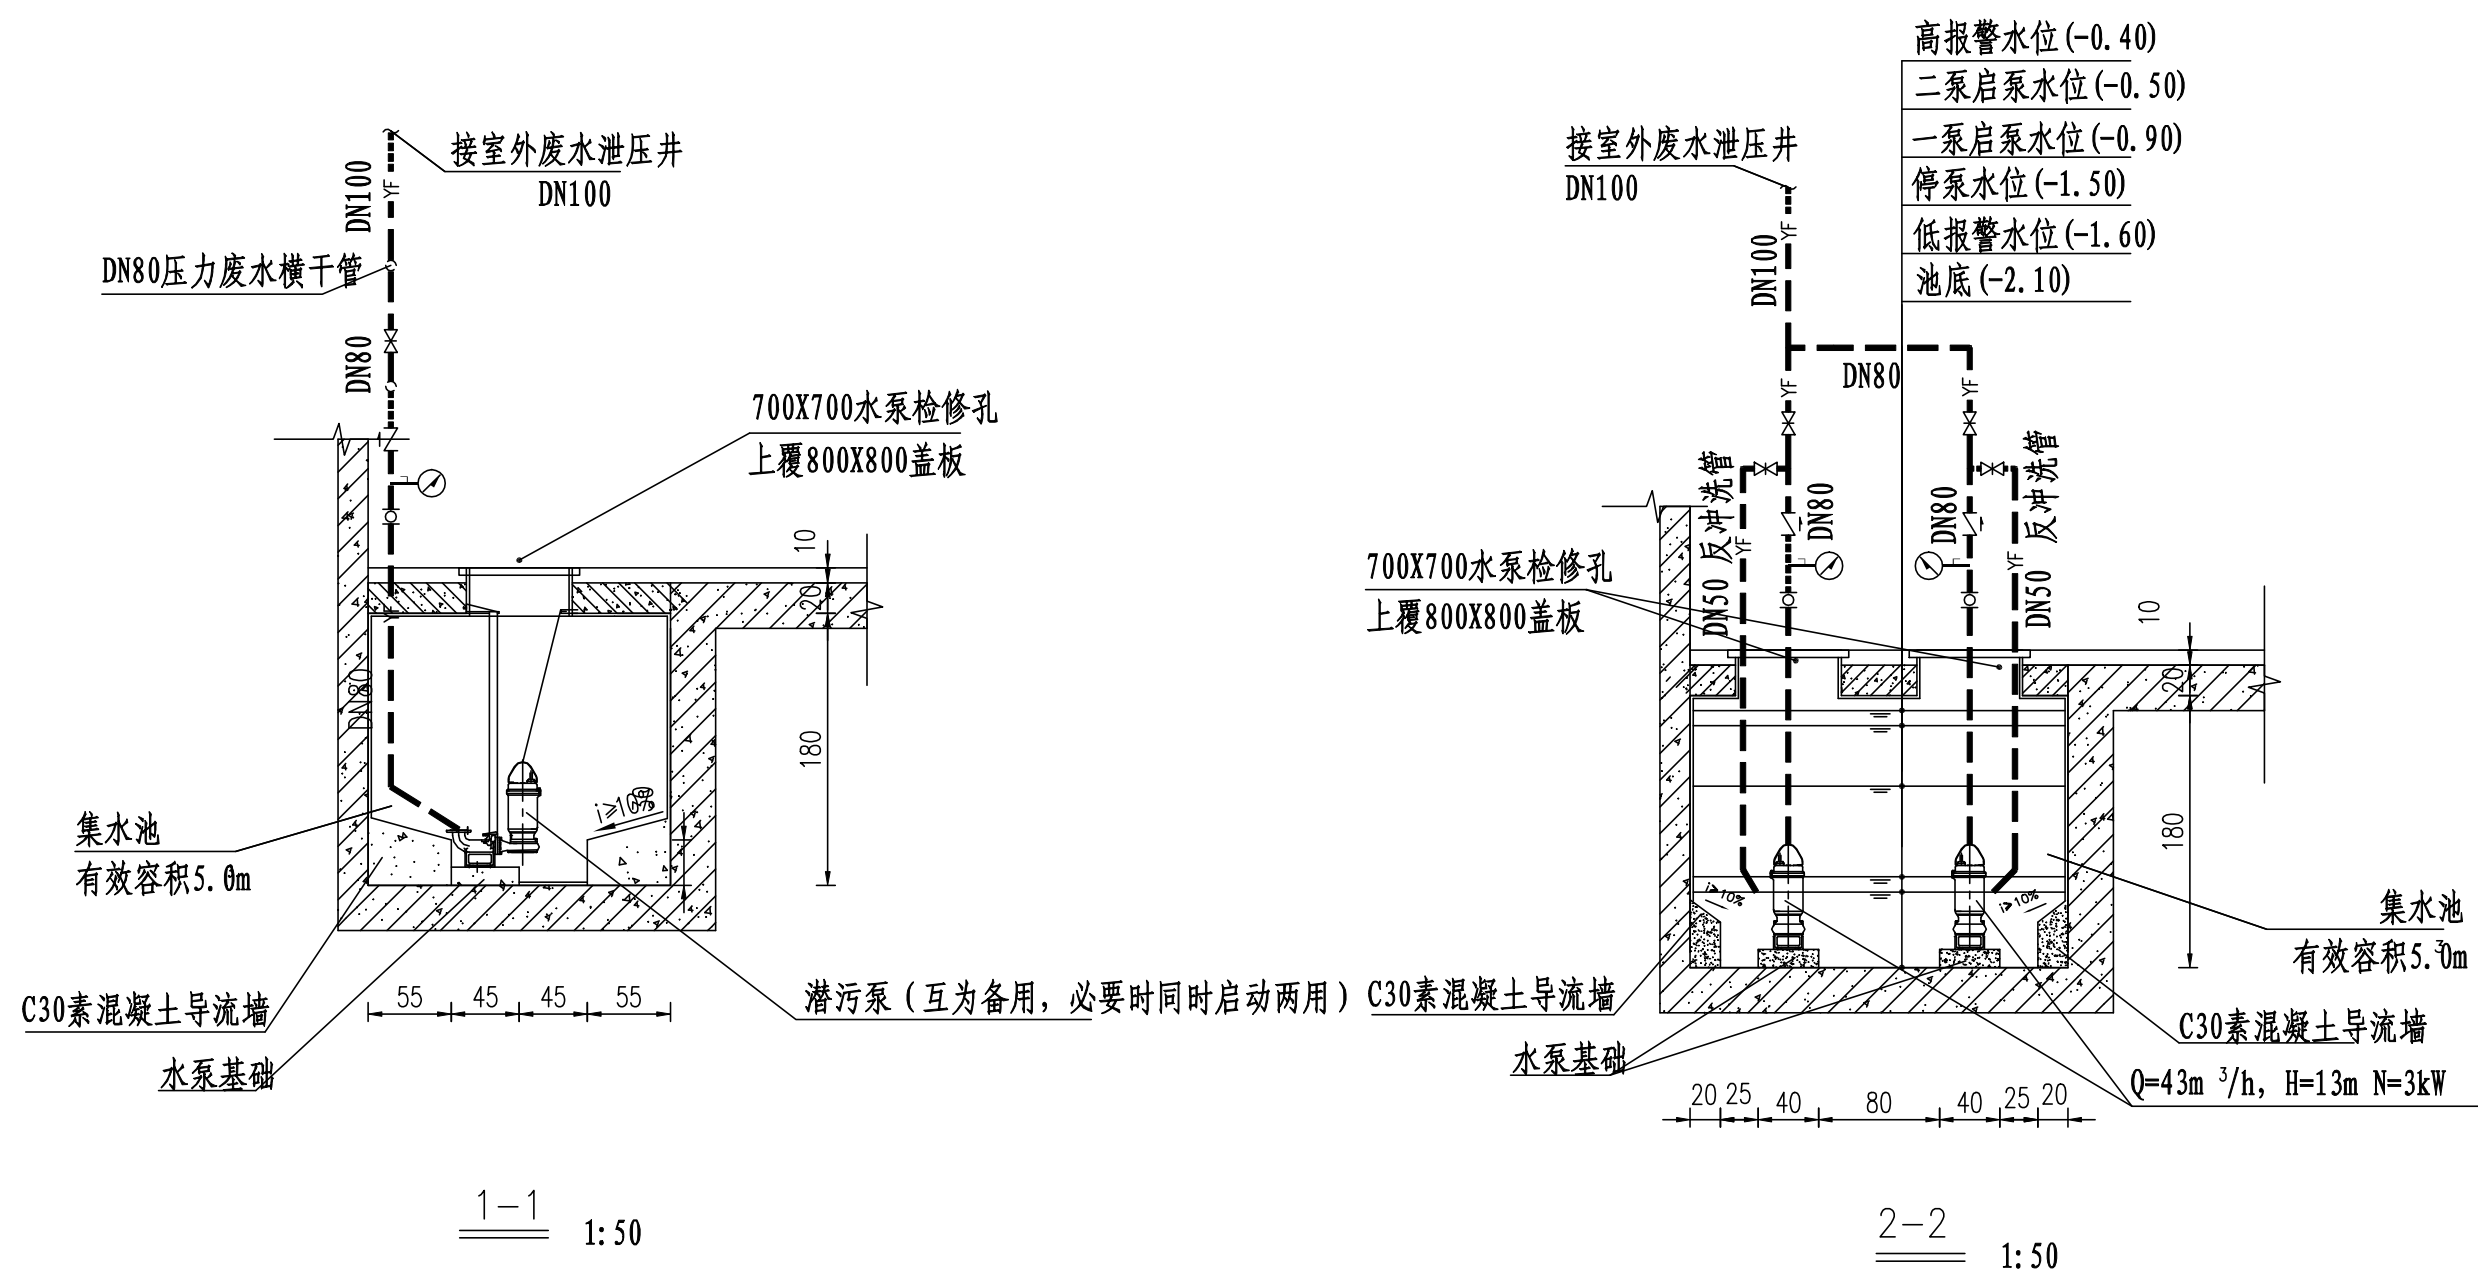 接室外废水泄压井
DN100
DN100
YF
DN80压力废水横干管
DN80
700X700水泵检修孔
上覆800X800盖板
10
20
180
YF
DN80
集水池
有效容积5.0m
C30素混凝土导流墙
水泵基础
55
45
45
55
潜污泵（互为备用，必要时同时启动两用）
1-1
1:50
高报警水位(-0.40)
二泵启泵水位(-0.50)
一泵启泵水位(-0.90)
停泵水位(-1.50)
低报警水位(-1.60)
池底(-2.10)
接室外废水泄压井
DN100
YF
DN100
DN80
YF
YF
DN50 反冲洗管
YF
DN80
DN80
DN50 反冲洗管
YF
700X700水泵检修孔
上覆800X800盖板
10
20
180
i≥10%
i≥10%
集水池
有效容积5.0m³
C30素混凝土导流墙
C30素混凝土导流墙
水泵基础
Q=43m³/h, H=13m N=3kW
20
25
40
80
40
25
20
2-2
1:50